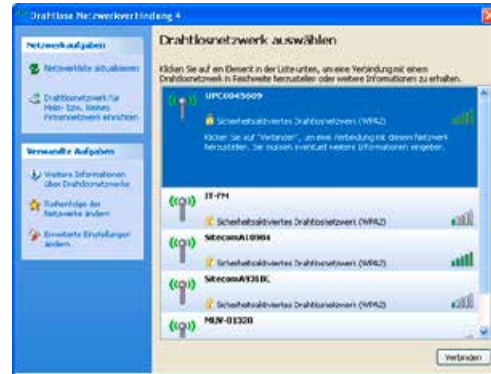 Drahtlose Netzwerkverbindung 4
Netzwerkaufgaben
Netzwerkliste aktualisieren
Drahtlosnetzwerk für
Heim- bzw. kleines
Firmennetzwerk einrichten
Verwandte Aufgaben
Weitere Informationen
über Drahtlosnetzwerke
Reihenfolge der
Netzwerke ändern
Erweiterte Einstellungen
ändern
Drahtlosnetzwerk auswählen
Klicken Sie auf ein Element in der Liste unten, um eine Verbindung mit einem
Drahtlosnetzwerk in Reichweite herzustellen oder weitere Informationen zu erhalten.
UPC0045609
Sicherheitsaktiviertes Drahtlosnetzwerk (WPA2)
Klicken Sie auf "Verbinden", um eine Verbindung mit diesem Netzwerk
herzustellen. Sie müssen eventuell weitere Informationen eingeben.
IT-PM
Sicherheitsaktiviertes Drahtlosnetzwerk (WPA2)
Sicherheitsaktiviertes Drahtlosnetzwerk (WPA2)
Sicherheitsaktiviertes Drahtlosnetzwerk (WPA2)
MLW-01320
Verbinden